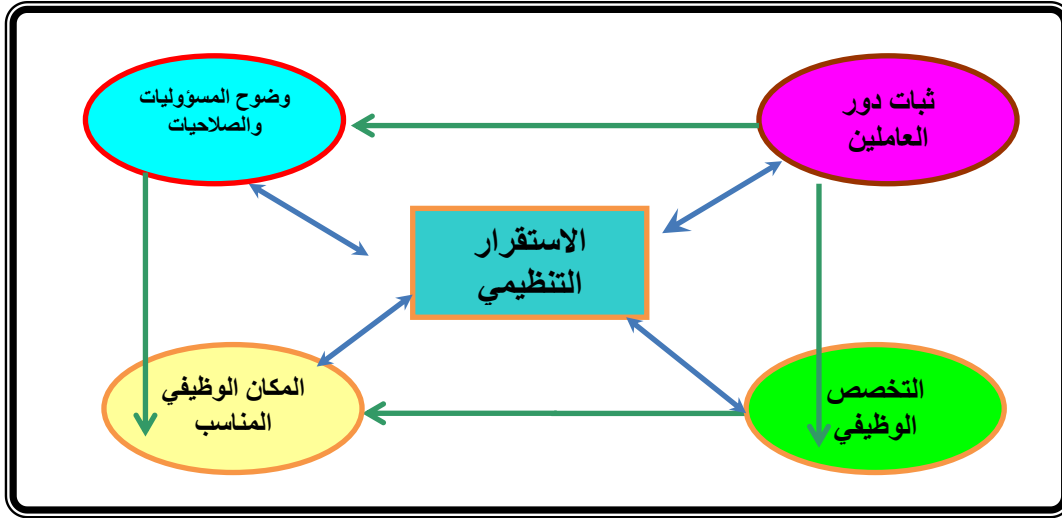 ثبات دور
العاملين
وضوح المسؤوليات
والصلاحيات
الاستقرار
التنظيمي
التخصص
الوظيفي
المكان الوظيفي
المناسب